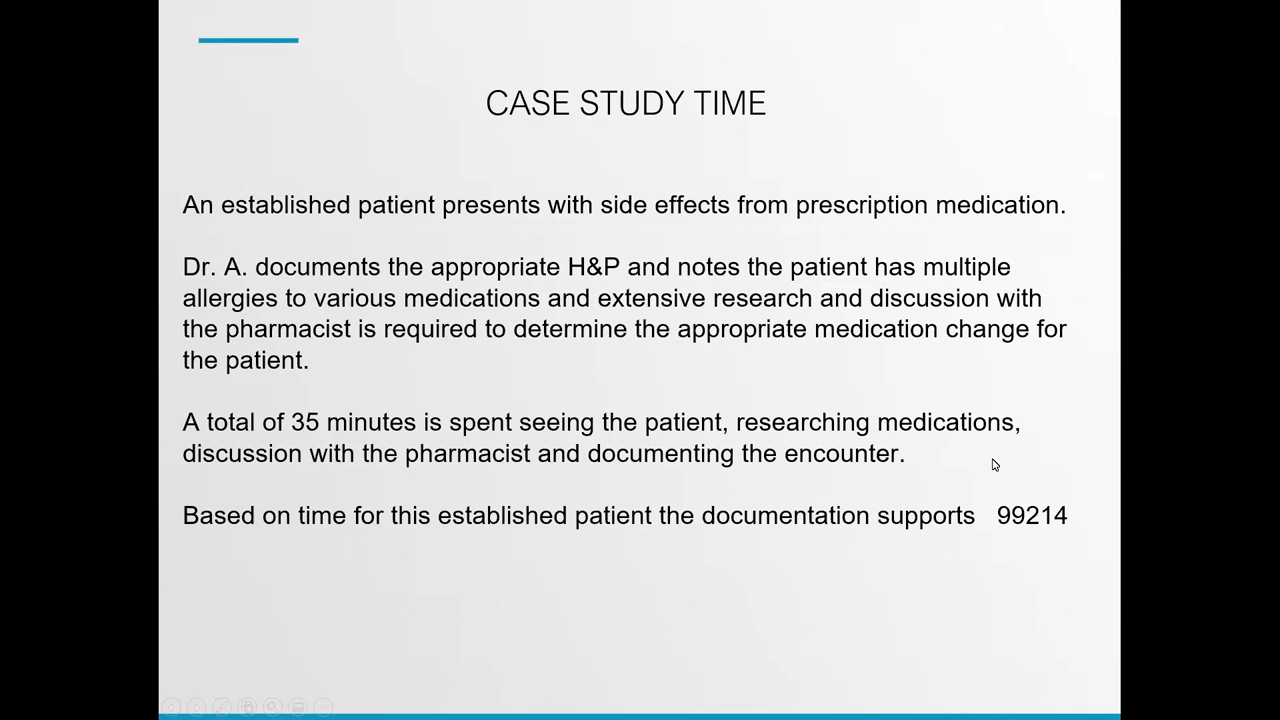 CASE STUDY TIME
An established patient presents with side effects from prescription medication.
Dr. A. documents the appropriate H&P and notes the patient has multiple
allergies to various medications and extensive research and discussion with
the pharmacist is required to determine the appropriate medication change for
the patient.
A total of 35 minutes is spent seeing the patient, researching medications,
discussion with the pharmacist and documenting the encounter.
Based on time for this established patient the documentation supports 99214